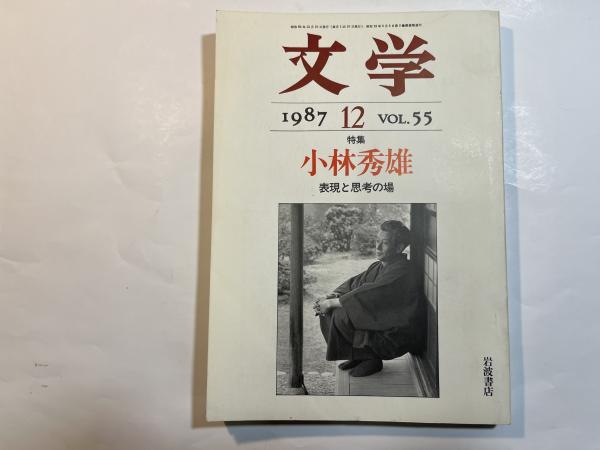 文学
1987 12 VOL.55
特集
小林秀雄
表現と思考の場
岩波書店